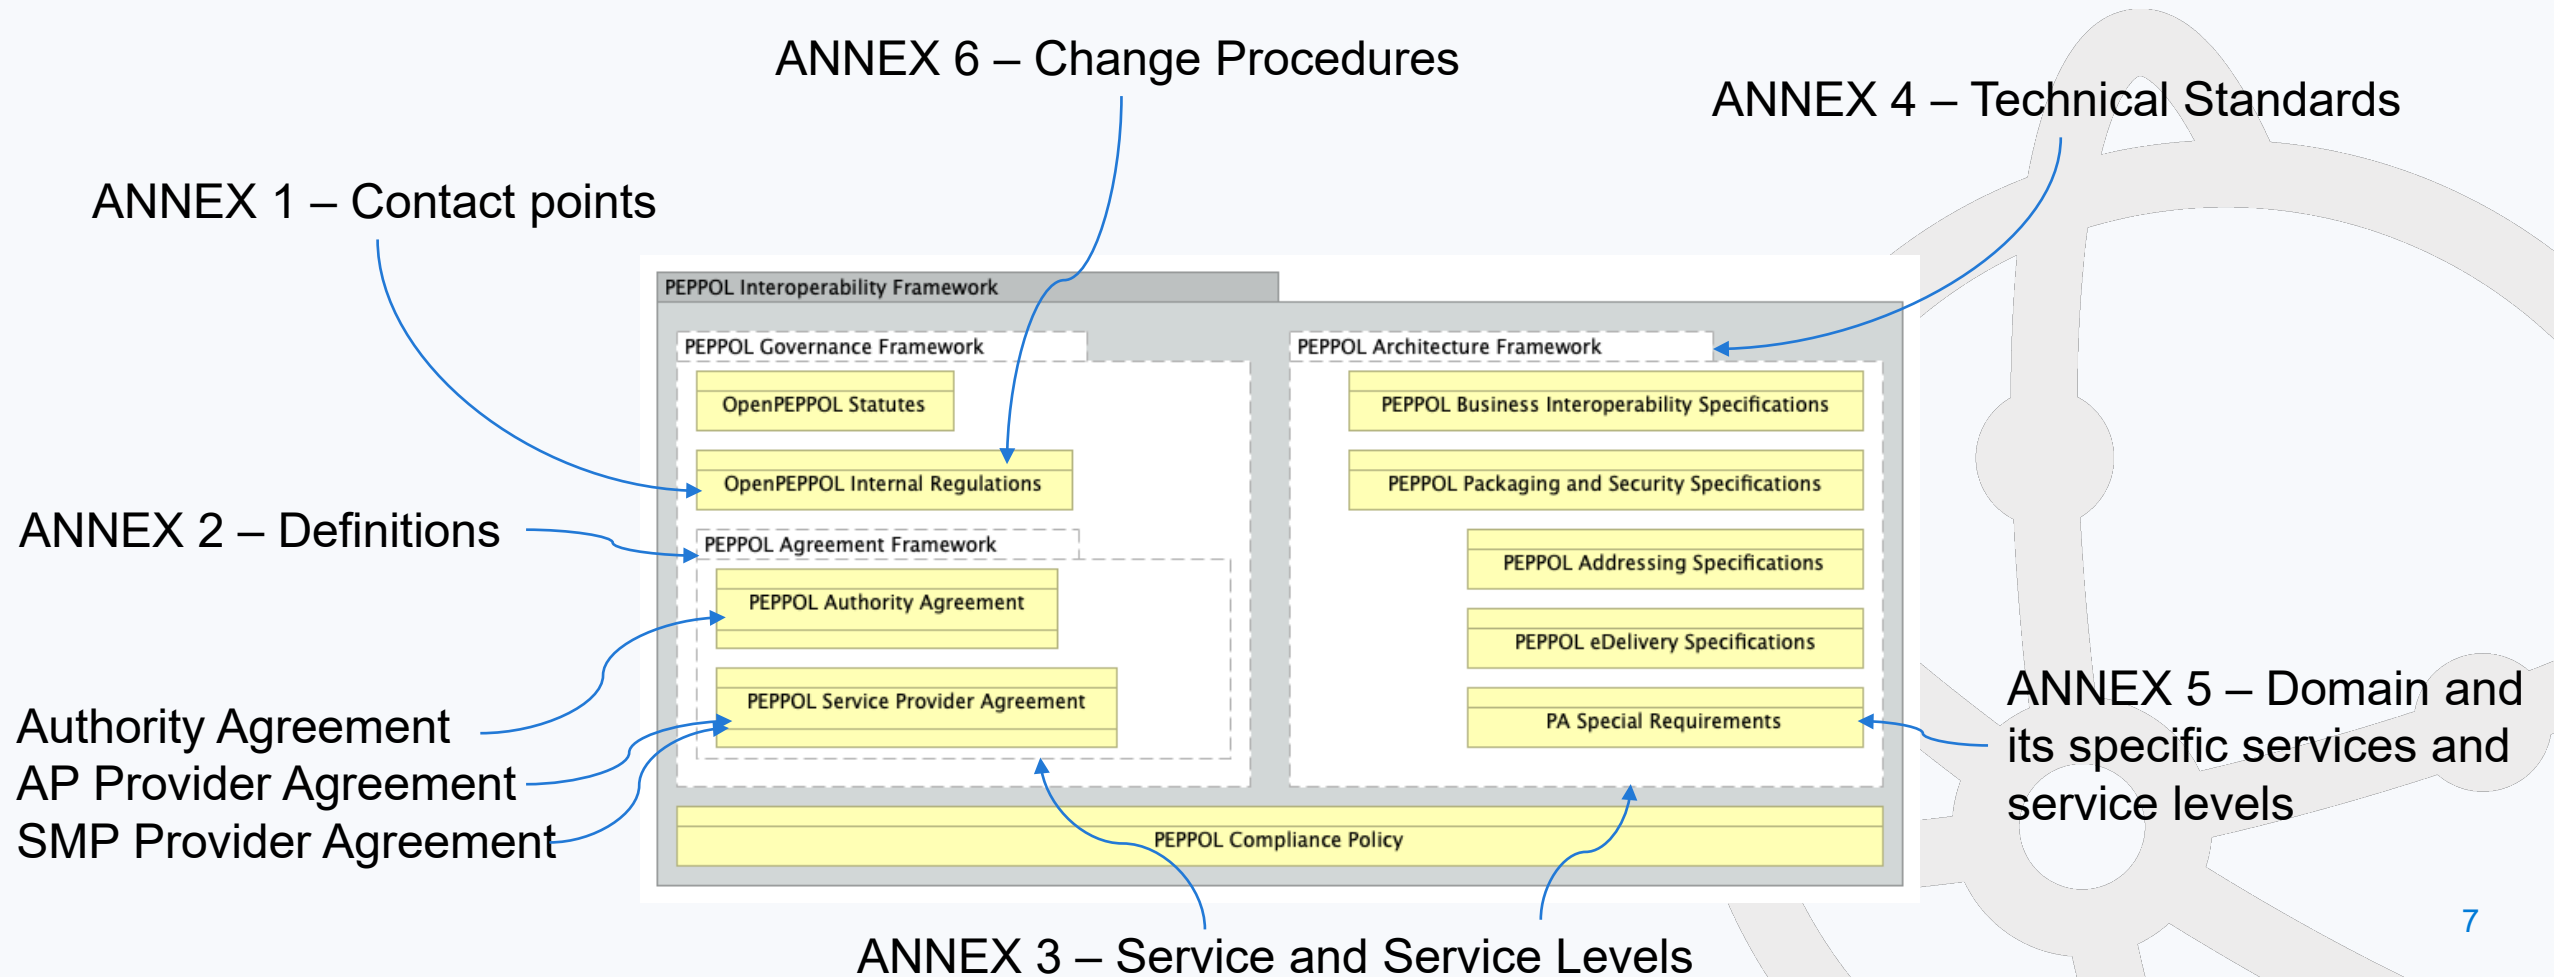 ANNEX 6 – Change Procedures
ANNEX 4 – Technical Standards
ANNEX 1 – Contact points
PEPPOL Interoperability Framework
PEPPOL Governance Framework
OpenPEPPOL Statutes
OpenPEPPOL Internal Regulations
ANNEX 2 – Definitions
PEPPOL Agreement Framework
PEPPOL Authority Agreement
PEPPOL Service Provider Agreement
Authority Agreement
AP Provider Agreement
SMP Provider Agreement
PEPPOL Architecture Framework
PEPPOL Business Interoperability Specifications
PEPPOL Packaging and Security Specifications
PEPPOL Addressing Specifications
PEPPOL eDelivery Specifications
PA Special Requirements
ANNEX 5 – Domain and
its specific services and
service levels
PEPPOL Compliance Policy
ANNEX 3 – Service and Service Levels
7